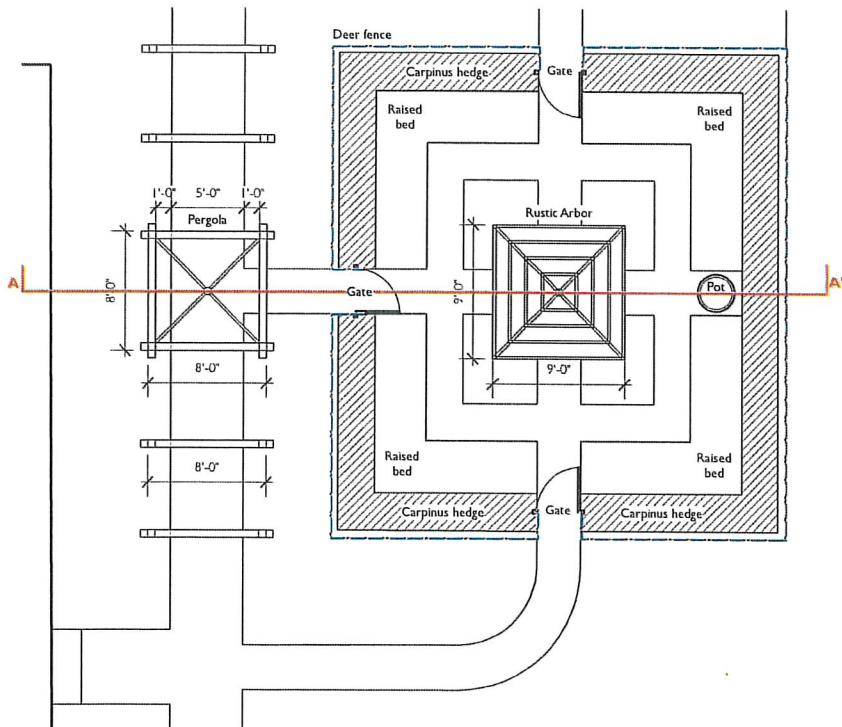 Deer fence
Carpinus hedge
Gate
Raised
bed
Raised
bed
1'-0"
5'-0"
1'-0"
Pergola
Rustic Arbor
A
8'-0"
Gate
9'-0"
Pot
A'
8'-0"
9'-0"
8'-0"
Raised
bed
Raised
bed
Carpinus hedge
Gate
Carpinus hedge